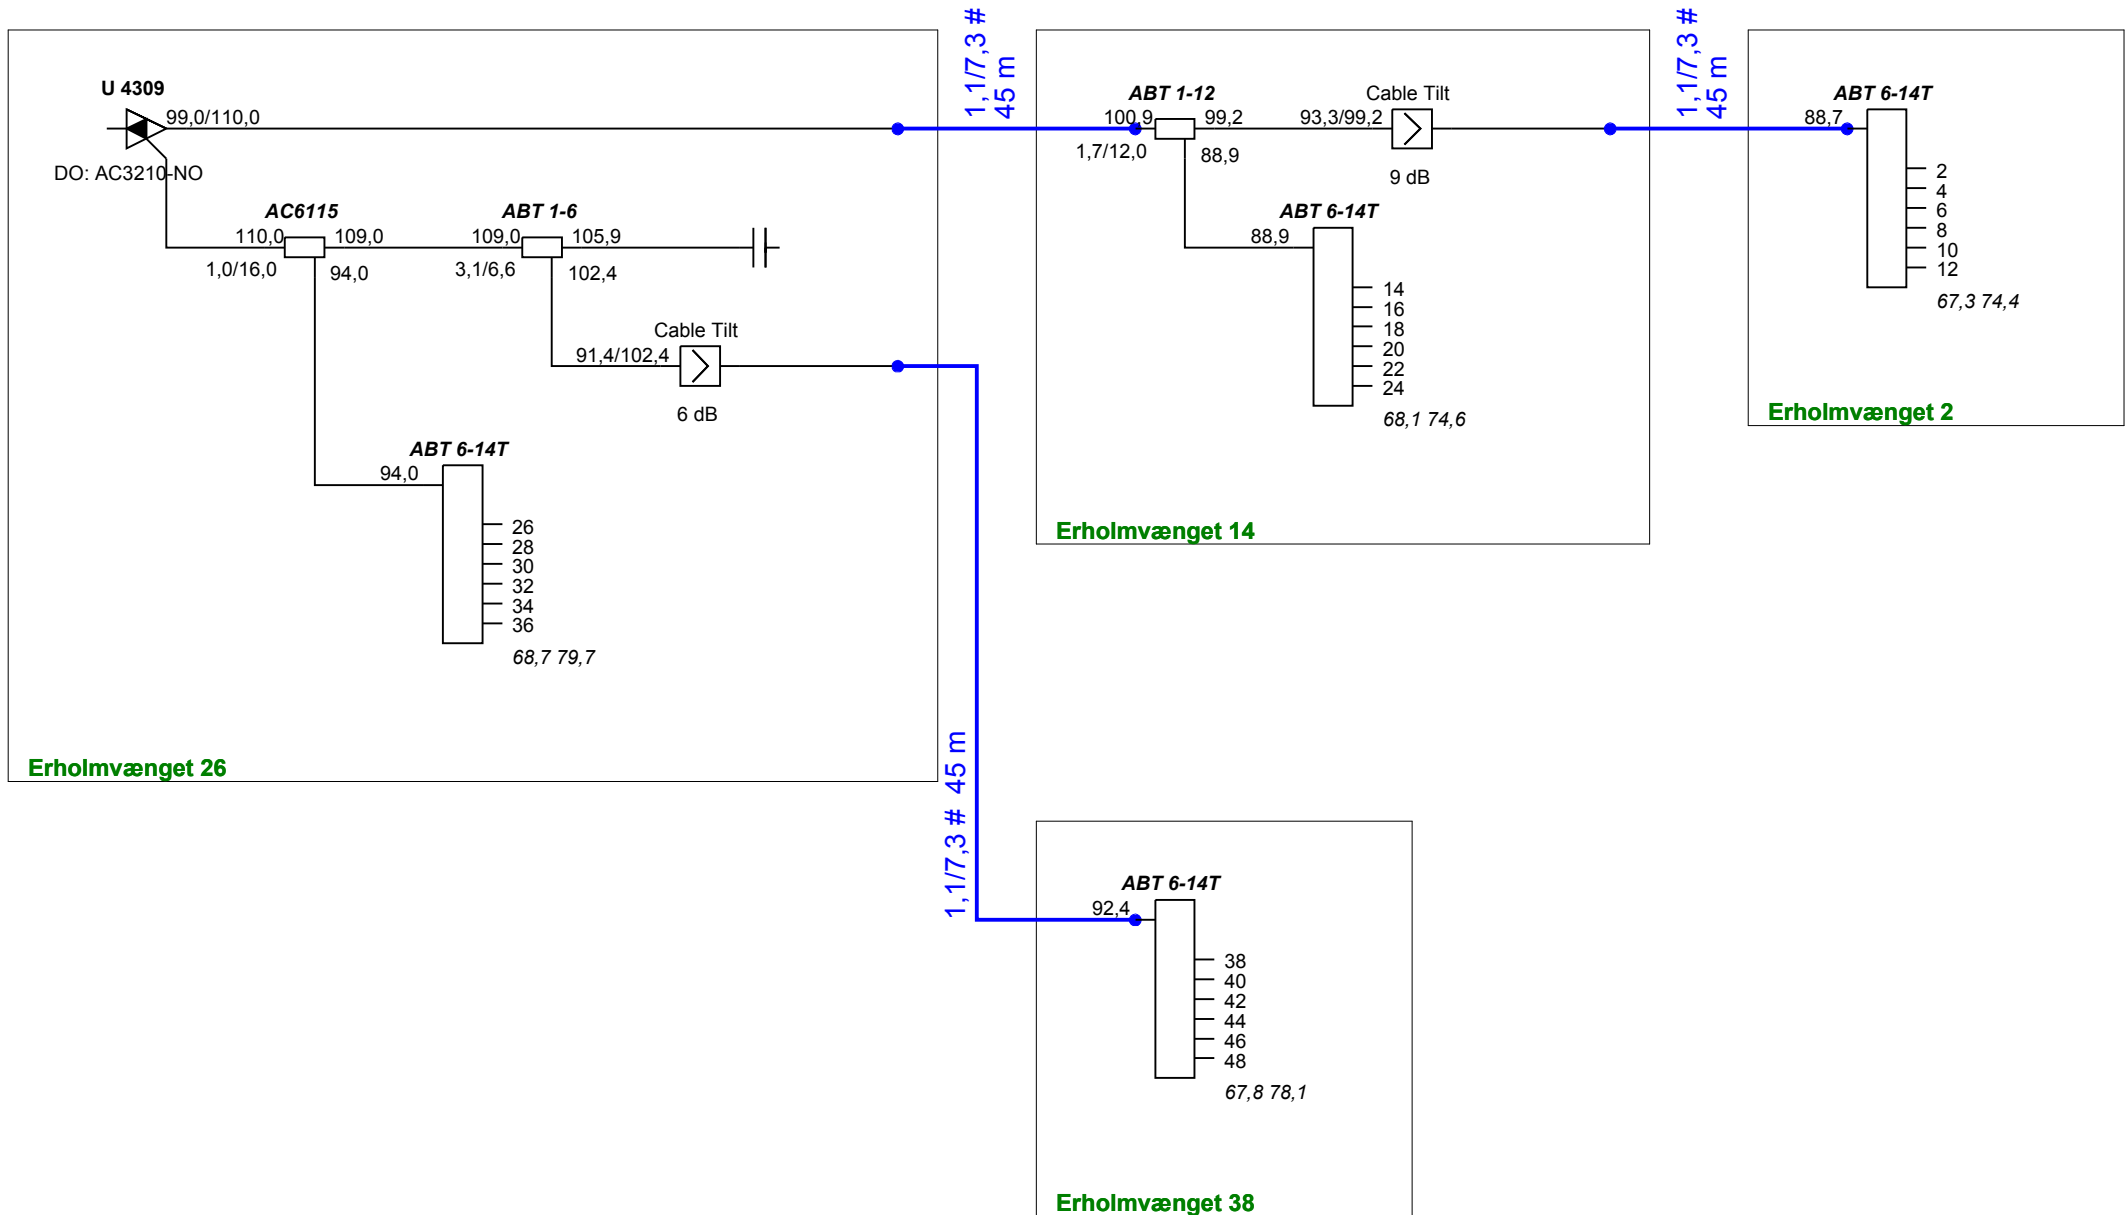 U 4309
99,0/110,0
DO: AC3210-NO
AC6115
110,0
109,0
1,0/16,0
94,0
ABT 1-6
109,0
105,9
3,1/6,6
102,4
Cable Tilt
91,4/102,4
6 dB
ABT 6-14T
94,0
26
28
30
32
34
36
68,7 79,7
Erholmvænget 26
1,1/7,3 #
45 m
ABT 1-12
100,9
99,2
1,7/12,0
88,9
Cable Tilt
93,3/99,2
9 dB
ABT 6-14T
88,9
14
16
18
20
22
24
68,1 74,6
Erholmvænget 14
1,1/7,3 #
45 m
ABT 6-14T
88,7
2
4
6
8
10
12
67,3 74,4
Erholmvænget 2
1,1/7,3 # 45 m
ABT 6-14T
92,4
38
40
42
44
46
48
67,8 78,1
Erholmvænget 38